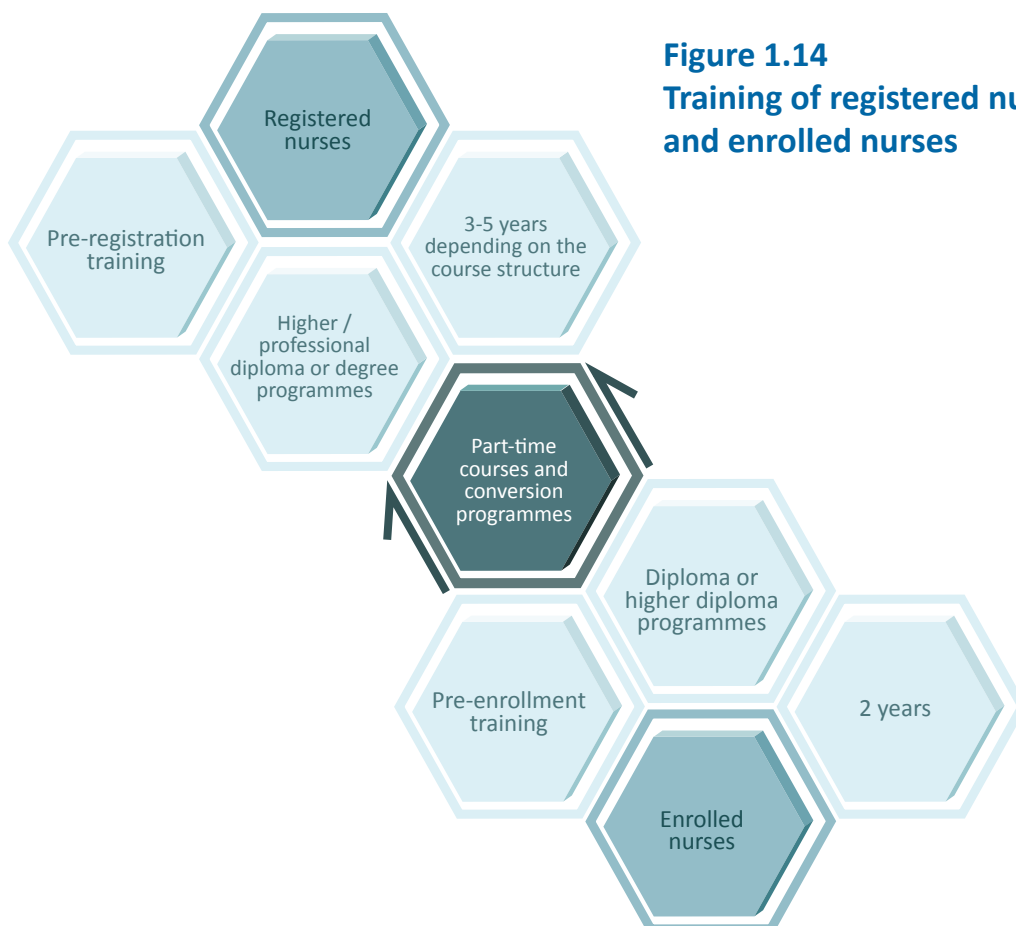 Figure 1.14
Training of registered nu
and enrolled nurses
Registered
nurses
Pre-registration
training
3-5 years
depending on the
course structure
Higher /
professional
diploma or degree
programmes
Part-time
courses and
conversion
programmes
Diploma or
higher diploma
programmes
Pre-enrollment
training
2 years
Enrolled
nurses